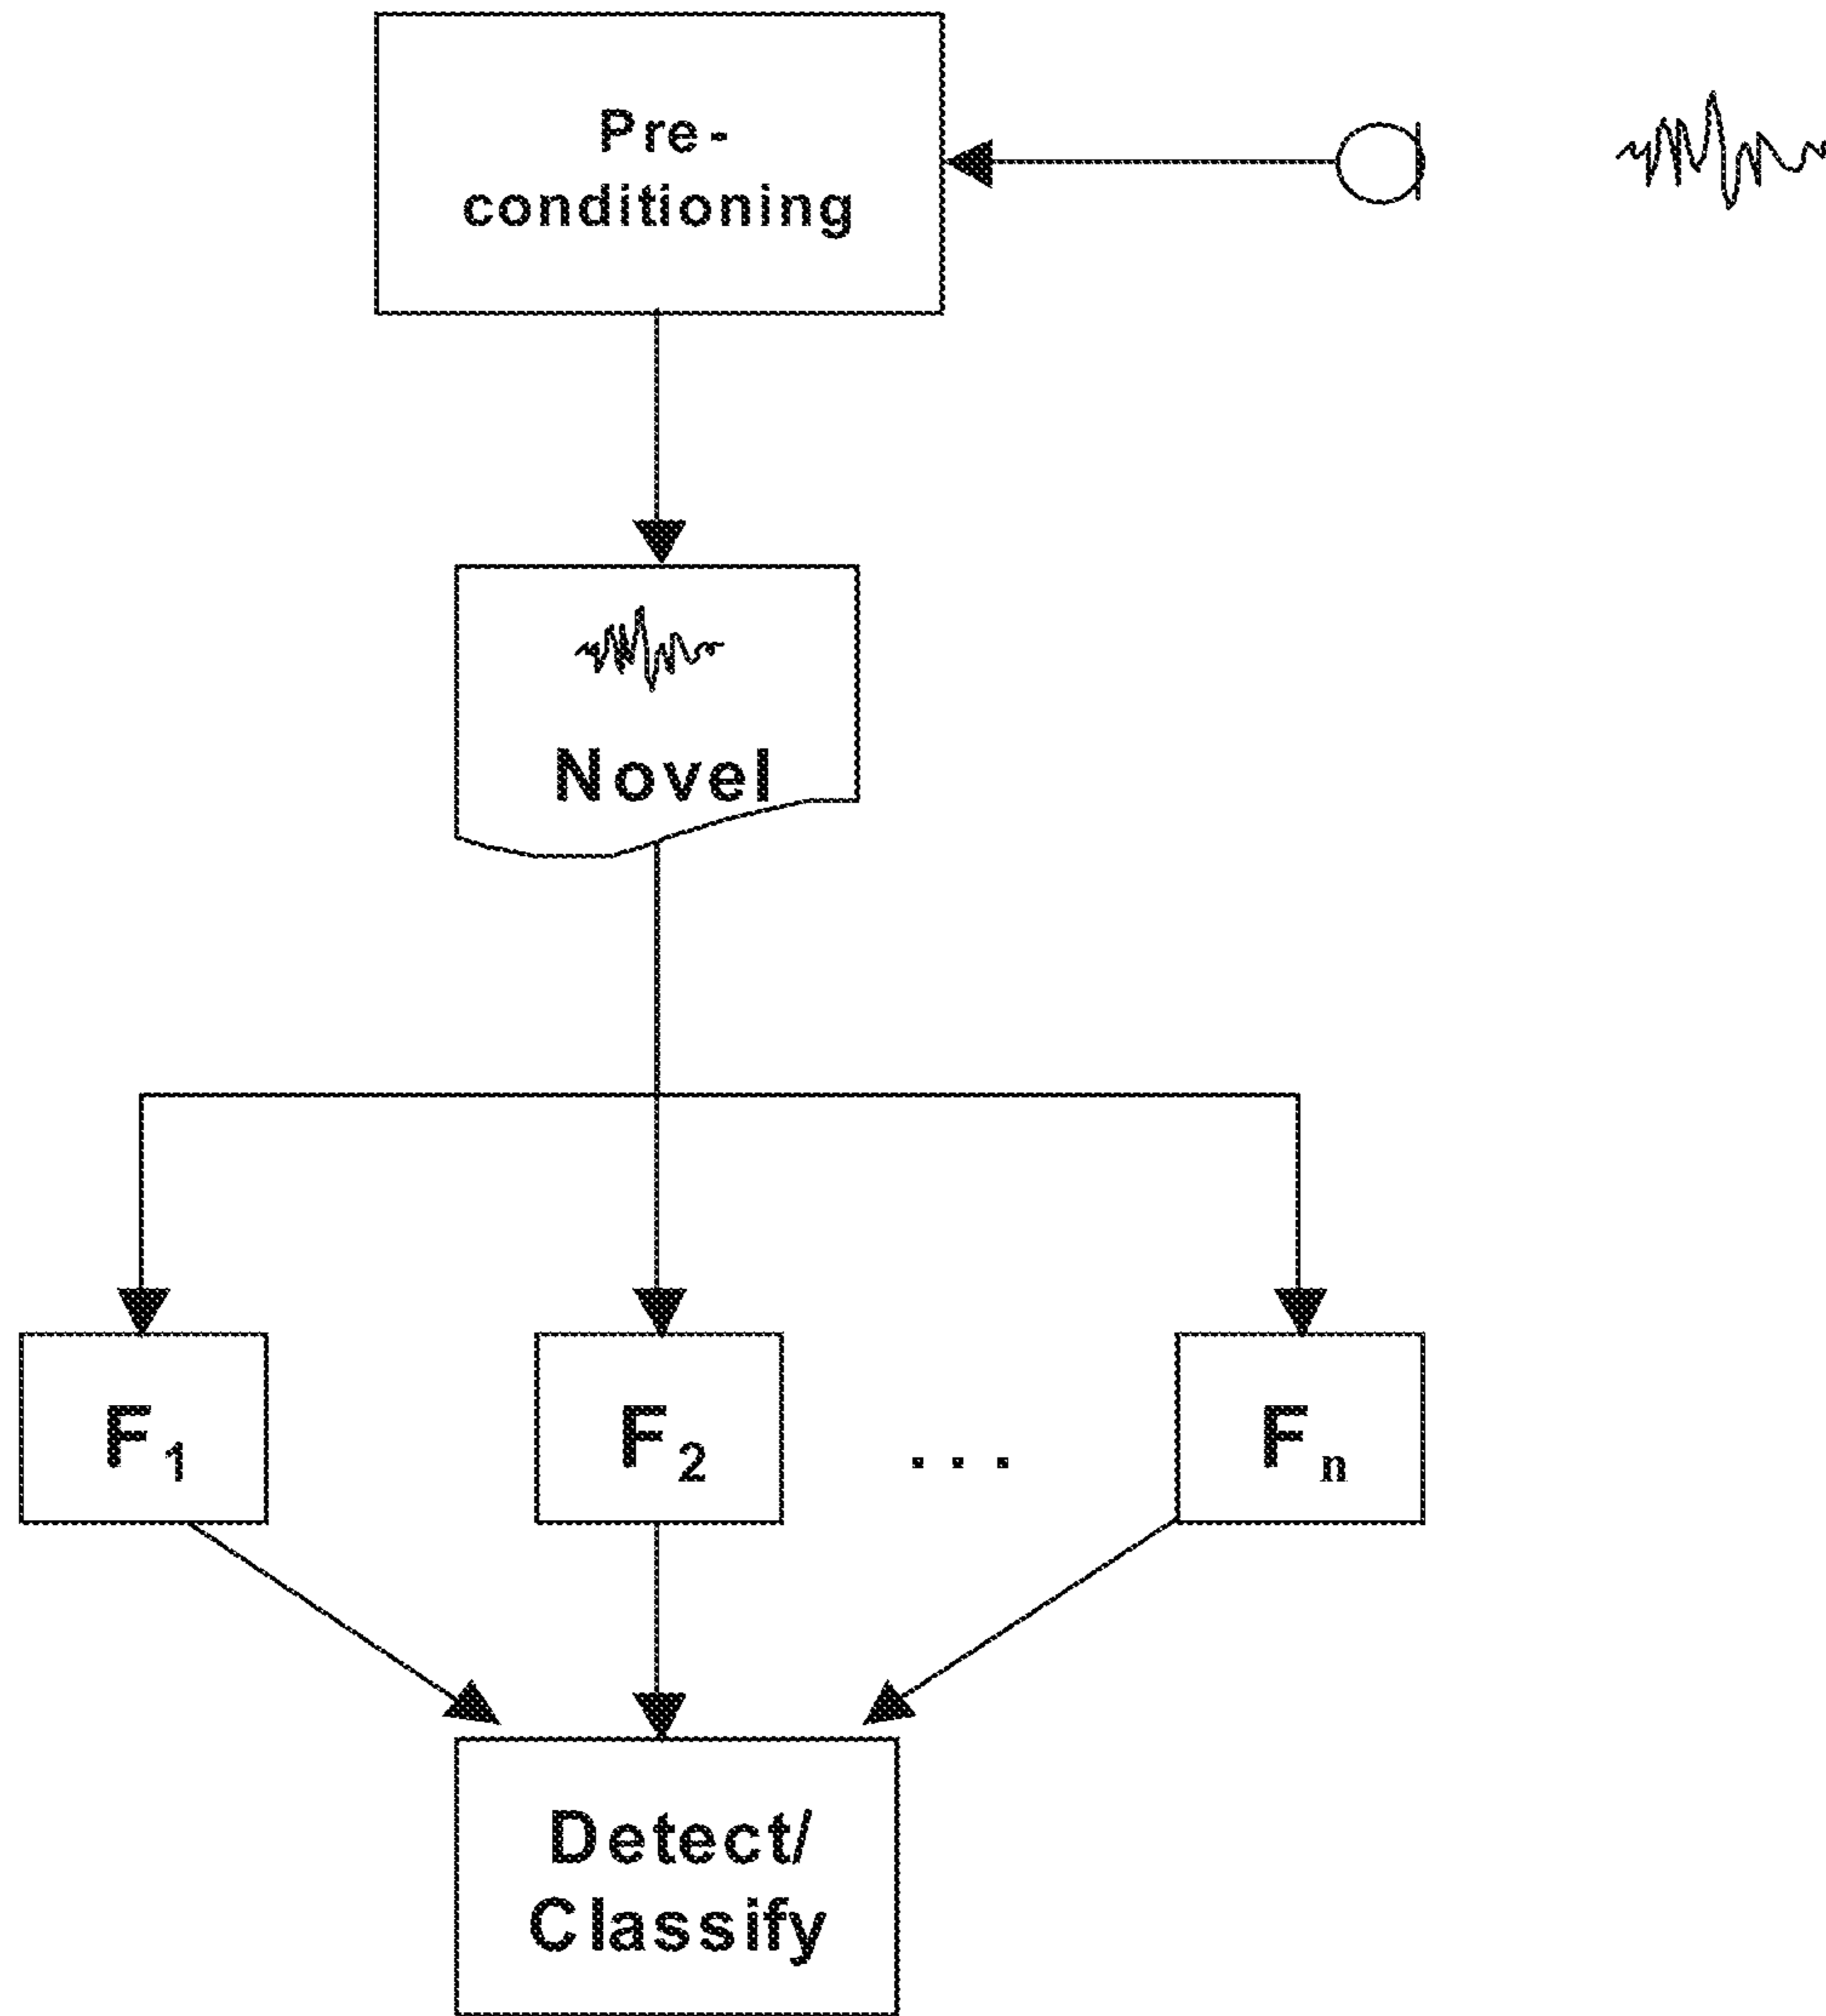 Pre-
conditioning
Novel
F1
F2
...
Fn
Detect/
Classify